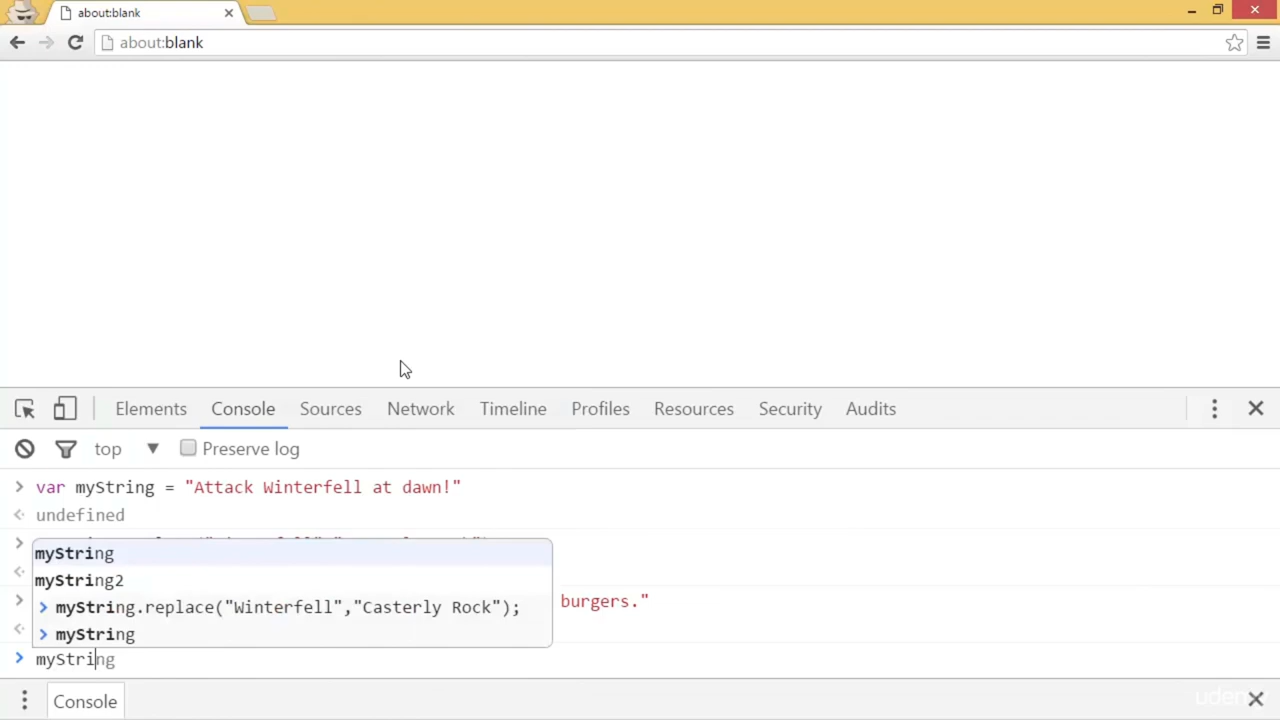 about:blank
about:blank
Elements Console Sources Network Timeline Profiles Resources Security Audits
top Preserve log
> var myString = "Attack Winterfell at dawn!"
undefined
myString
myString2
> myString.replace("Winterfell","Casterly Rock");
burgers."
> myString
> myString
Console
udemy